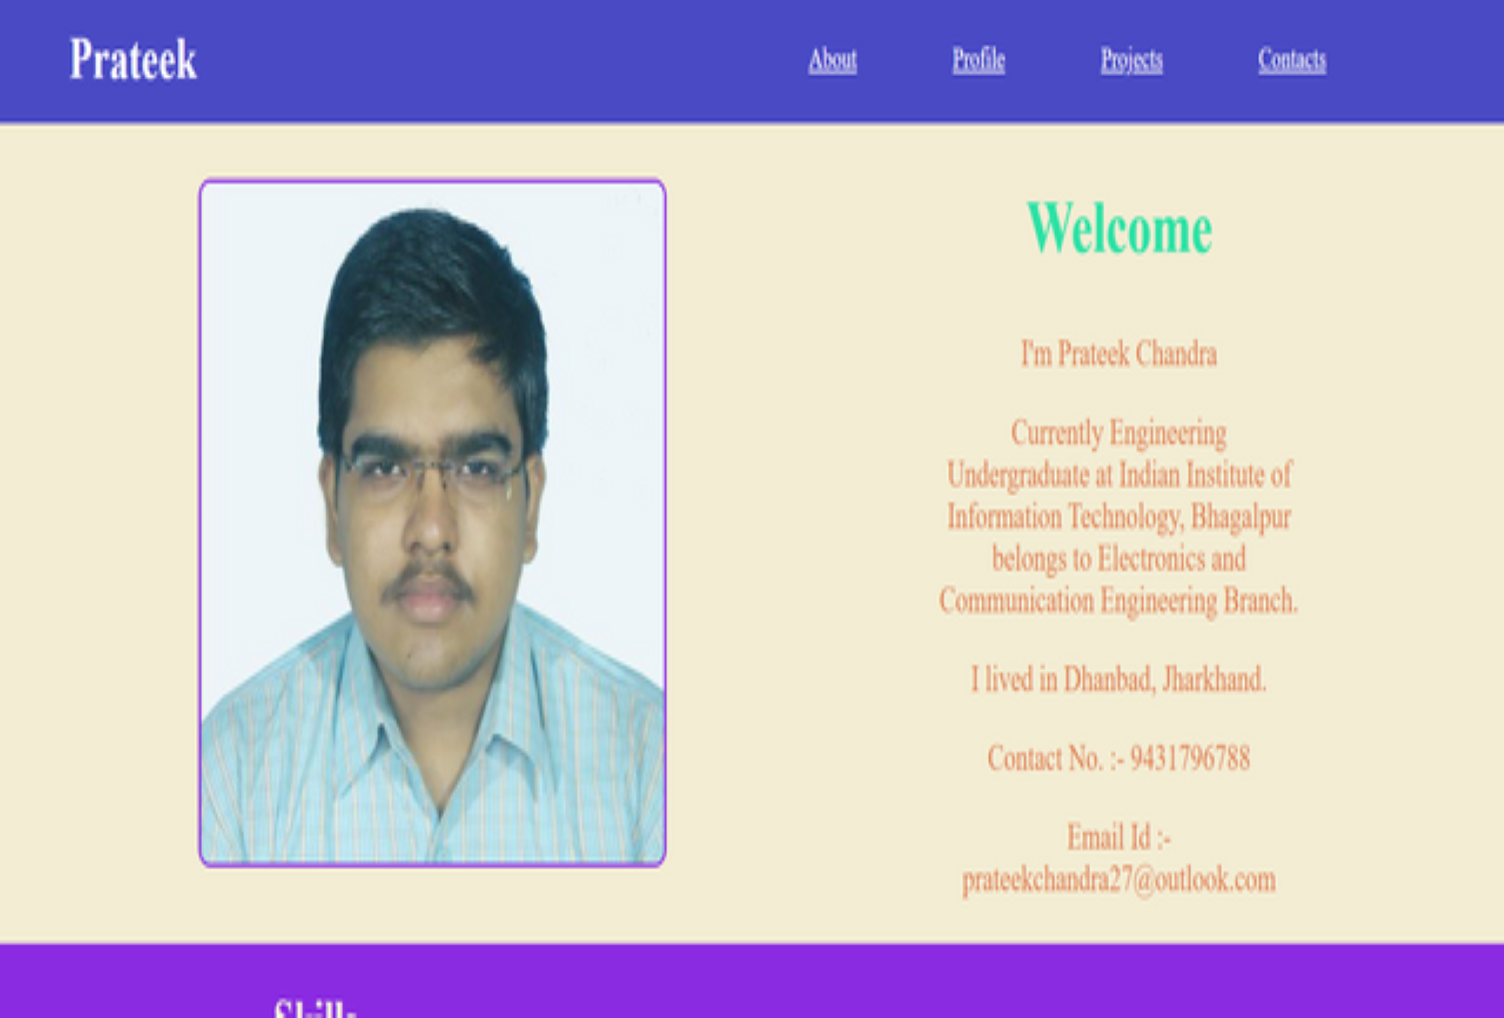 Prateek
About Profile Projects Contacts
Welcome
I'm Prateek Chandra
Currently Engineering
Undergraduate at Indian Institute of
Information Technology, Bhagalpur
belongs to Electronics and
Communication Engineering Branch.
I lived in Dhanbad, Jharkhand.
Contact No. :- 9431796788
Email Id :-
prateekchandra27@outlook.com
Skills